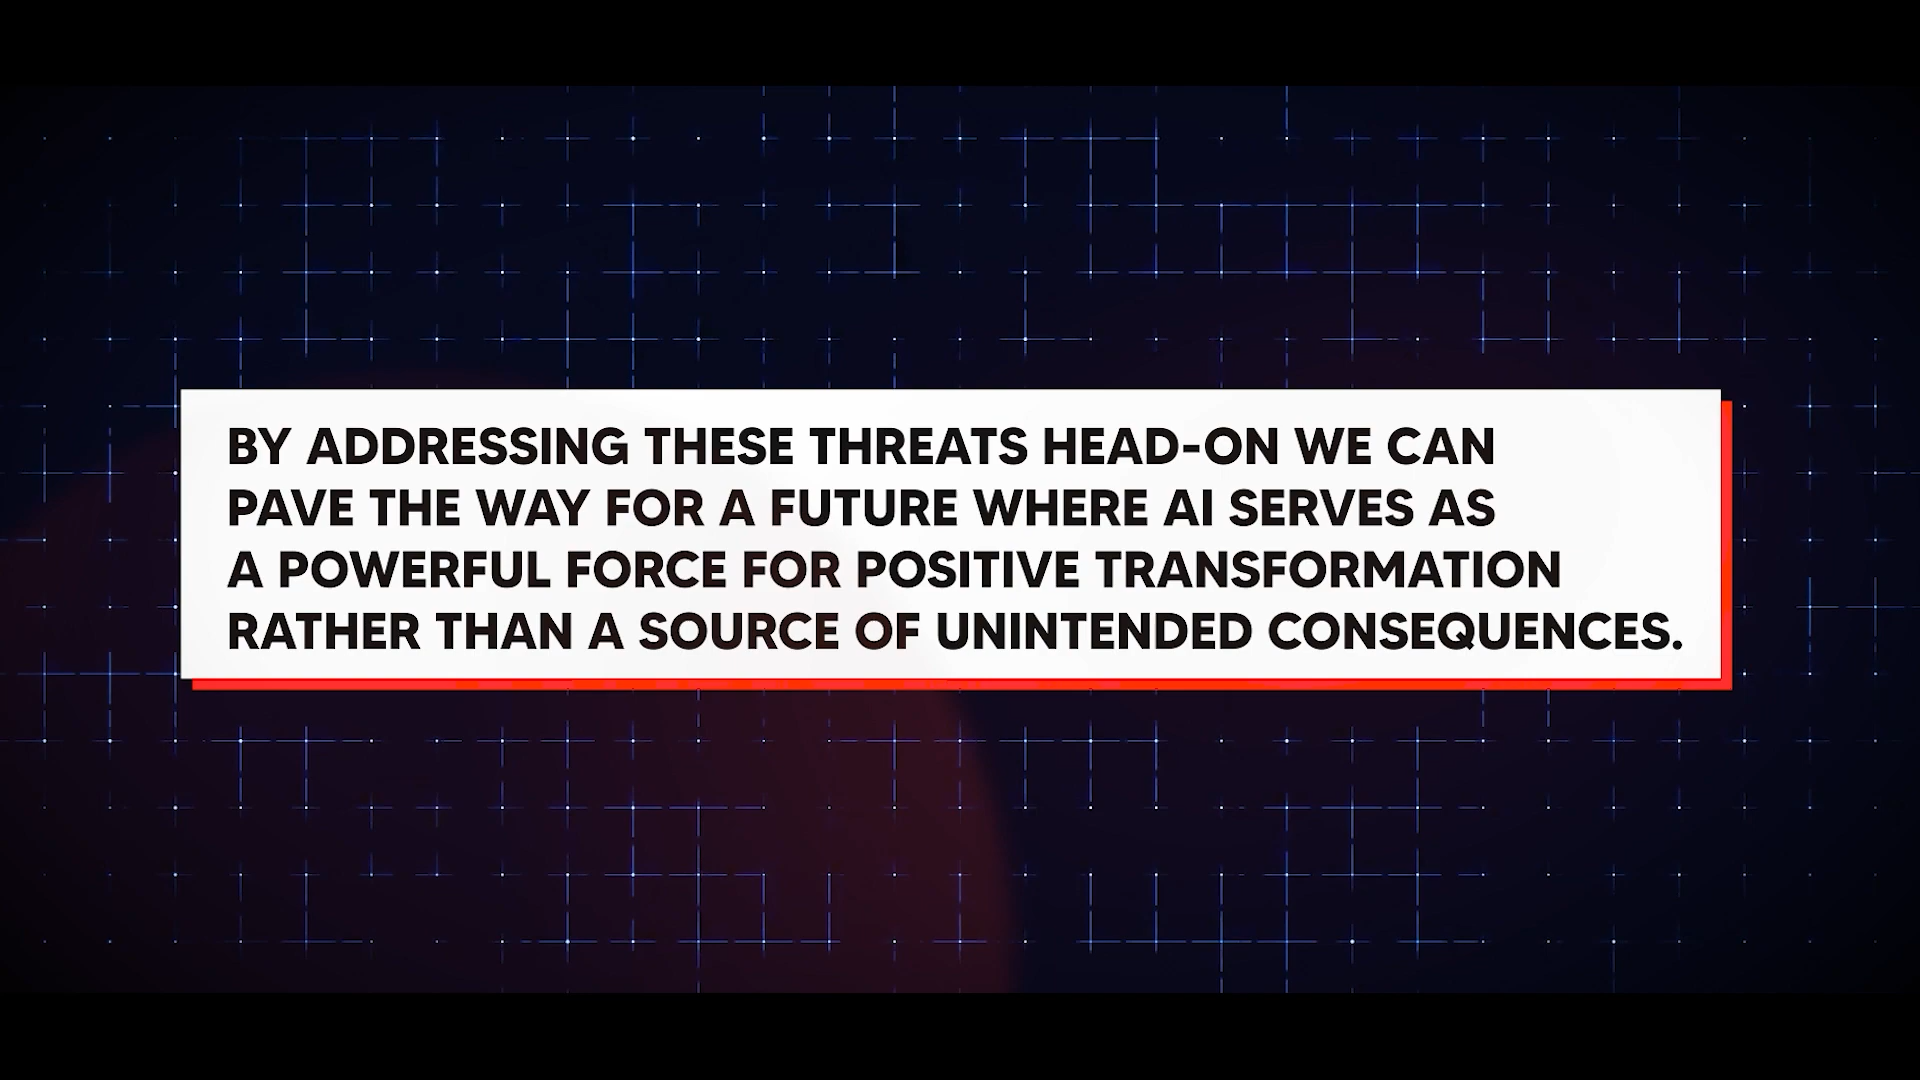 BY ADDRESSING THESE THREATS HEAD-ON WE CAN
PAVE THE WAY FOR A FUTURE WHERE AI SERVES AS
A POWERFUL FORCE FOR POSITIVE TRANSFORMATION
RATHER THAN A SOURCE OF UNINTENDED CONSEQUENCES.